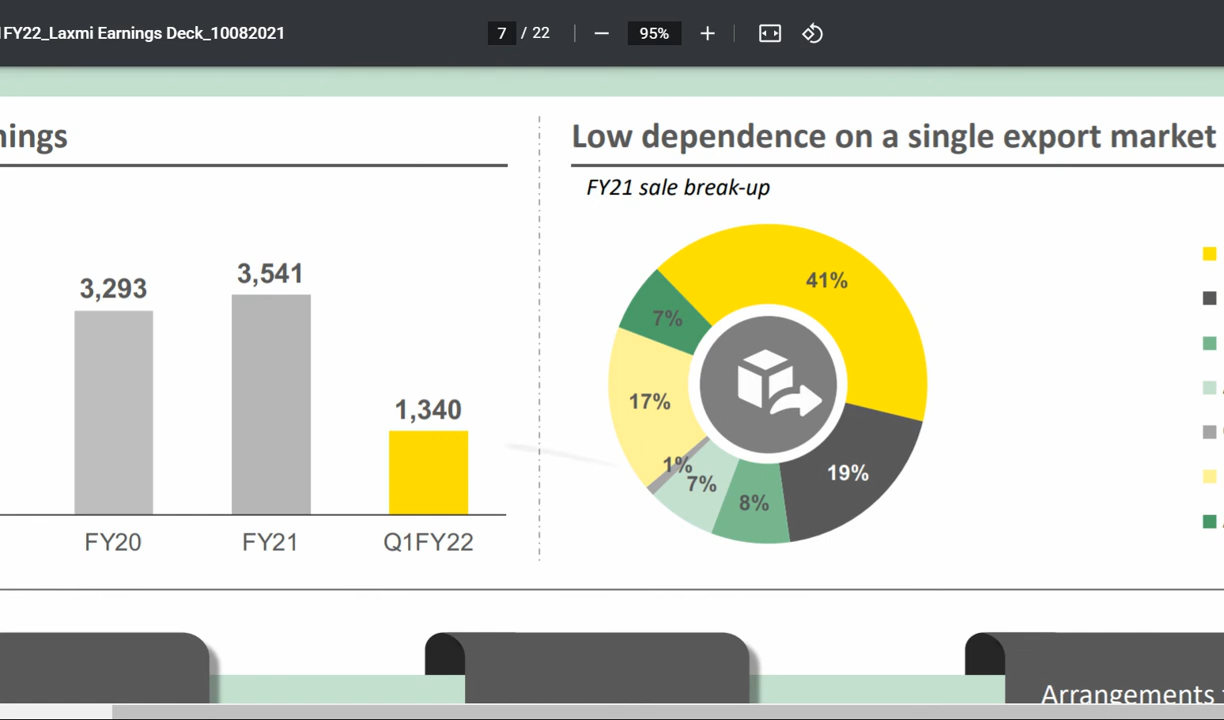 FY22_Laxmi Earnings Deck_10082021
7 / 22
95%
Low dependence on a single export market
FY21 sale break-up
3,293
3,541
1,340
FY20
FY21
Q1FY22
41%
19%
8%
7%
1%
17%
7%
Arrangements